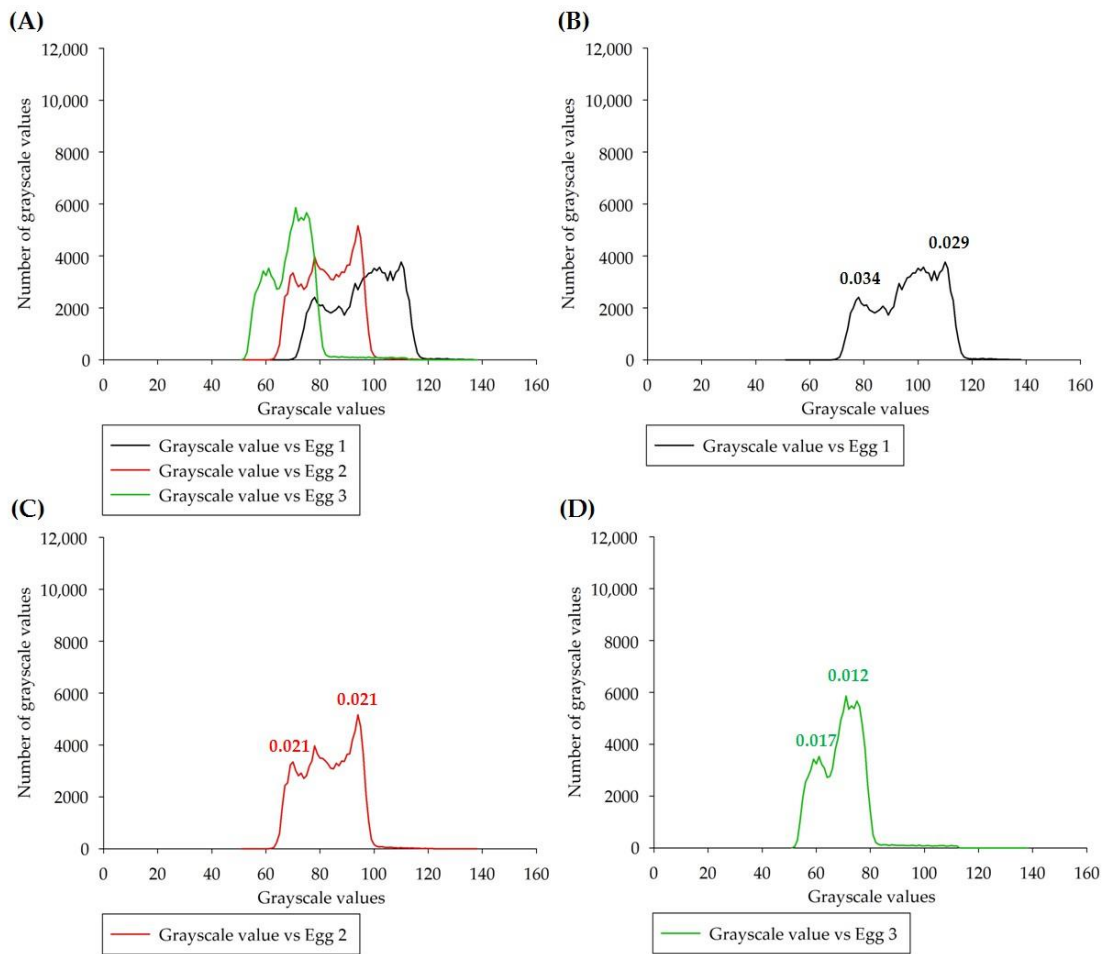 (A)
12,000
10,000
8000
6000
4000
2000
0
Number of grayscale values
0 20 40 60 80 100 120 140 160
Grayscale values
Grayscale value vs Egg 1
Grayscale value vs Egg 2
Grayscale value vs Egg 3
(B)
12,000
10,000
8000
6000
4000
2000
0
Number of grayscale values
0.034
0.029
0 20 40 60 80 100 120 140 160
Grayscale values
Grayscale value vs Egg 1
(C)
12,000
10,000
8000
6000
4000
2000
0
Number of grayscale values
0.021
0.021
0 20 40 60 80 100 120 140 160
Grayscale values
Grayscale value vs Egg 2
(D)
12,000
10,000
8000
6000
4000
2000
0
Number of grayscale values
0.012
0.017
0 20 40 60 80 100 120 140 160
Grayscale values
Grayscale value vs Egg 3